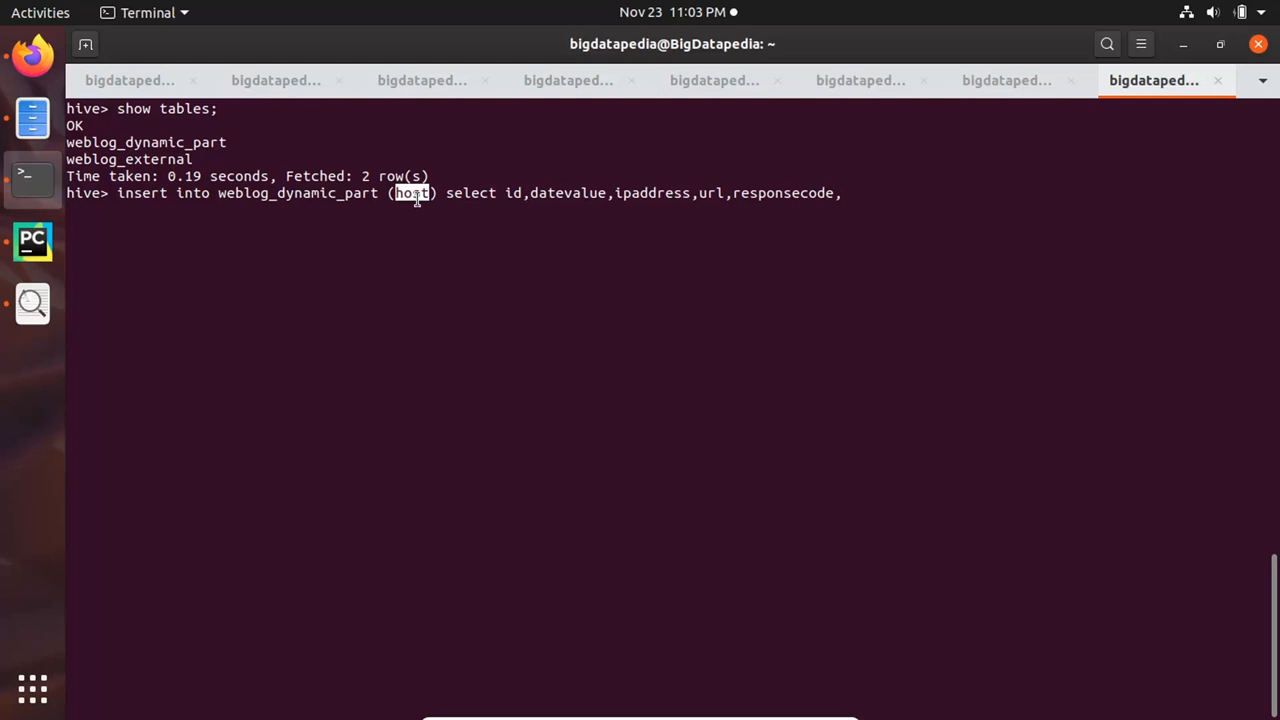 Activities
Terminal
Nov 23 11:03 PM
bigdatapedia@BigDatapedia: ~
bigdataped... bigdataped... bigdataped... bigdataped... bigdataped... bigdataped... bigdataped... bigdataped...
hive> show tables;
OK
weblog_dynamic_part
weblog_external
Time taken: 0.19 seconds, Fetched: 2 row(s)
hive> insert into weblog_dynamic_part (host) select id,datevalue,ipaddress,url,responsecode,
>_
PC